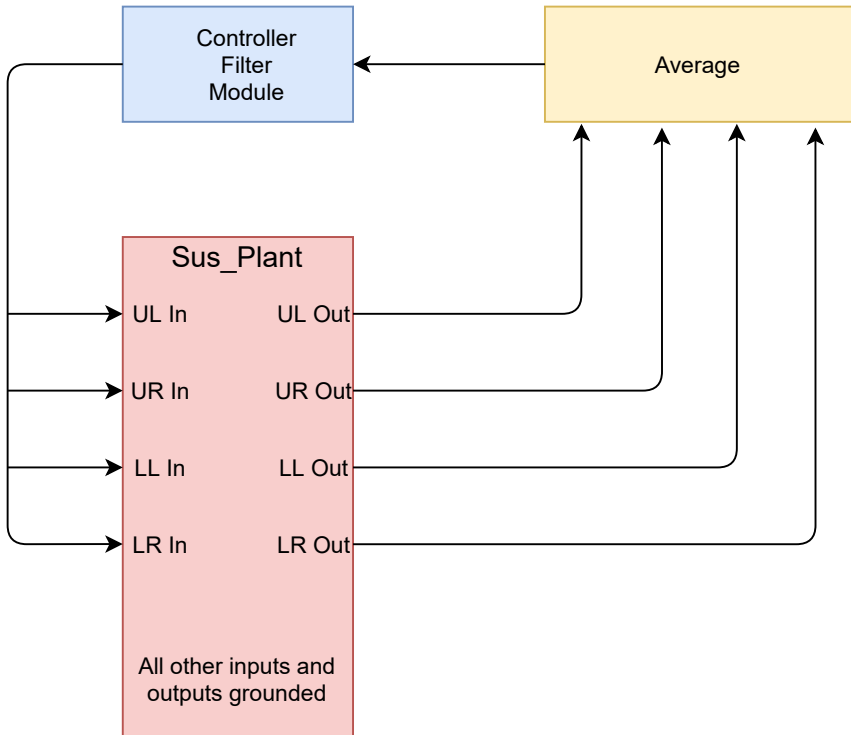 Controller
Filter
Module
Average
Sus_Plant
UL In
UL Out
UR In
UR Out
LL In
LL Out
LR In
LR Out
All other inputs and
outputs grounded